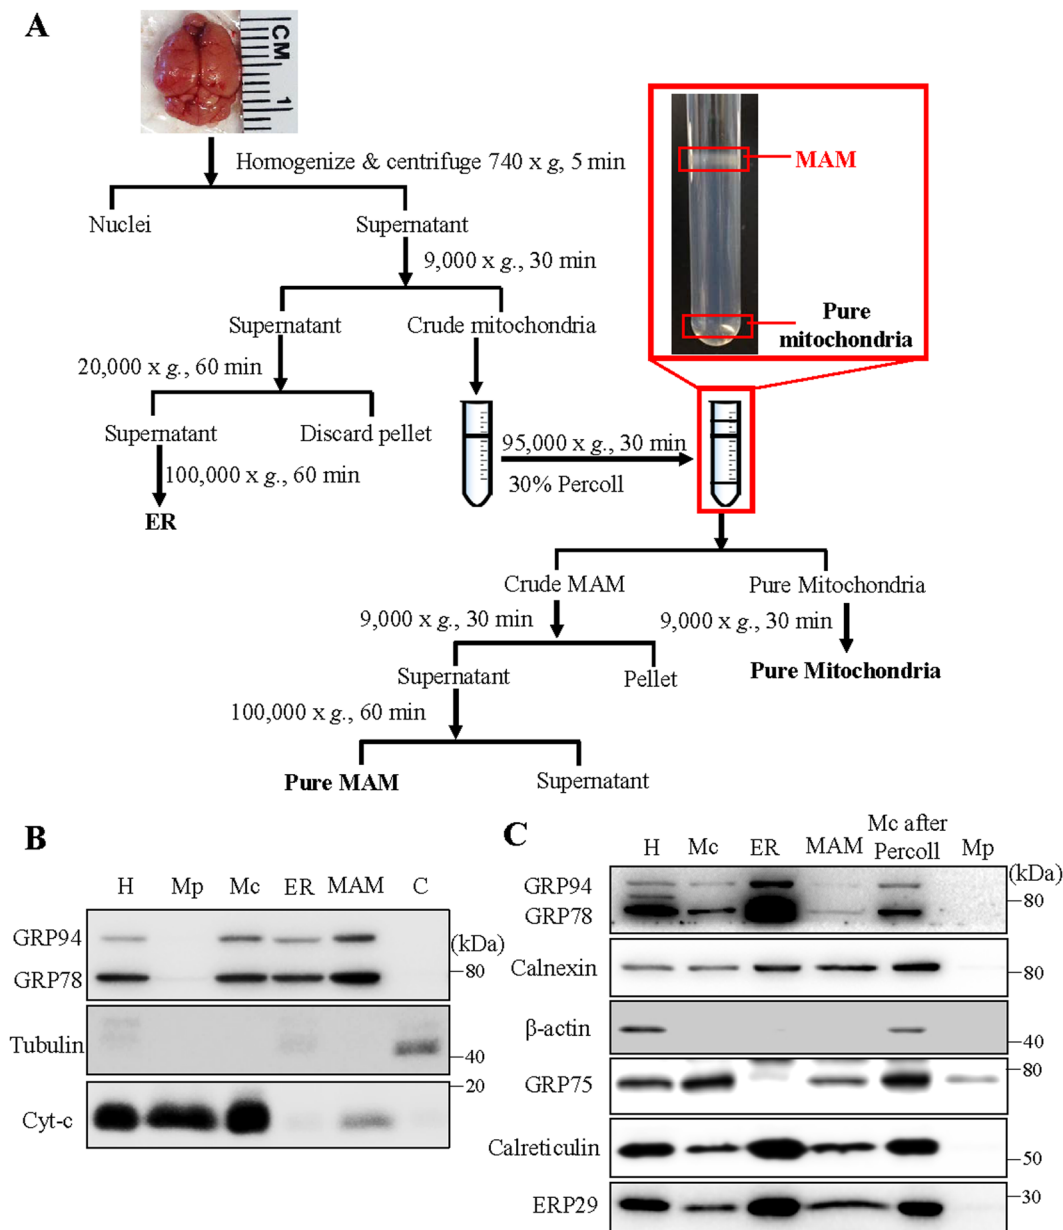 A
CM
1
Homogenize & centrifuge 740 x g, 5 min
MAM
Nuclei
Supernatant
9,000 x g., 30 min
Pure
mitochondria
Supernatant
Crude mitochondria
20,000 x g., 60 min
Supernatant
Discard pellet
95,000 x g., 30 min
30% Percoll
100,000 x g., 60 min
ER
Crude MAM
Pure Mitochondria
9,000 x g., 30 min
9,000 x g., 30 min
Supernatant
Pellet
Pure Mitochondria
100,000 x g., 60 min
Pure MAM
Supernatant
B
H Mp Mc ER MAM C
GRP94
(kDa)
GRP78
80
Tubulin
40
20
Cyt-c
C
H Mc ER MAM Mc after
Percoll Mp
GRP94
(kDa)
80
GRP78
Calnexin
80
β-actin
40
GRP75
80
Calreticulin
50
ERP29
30